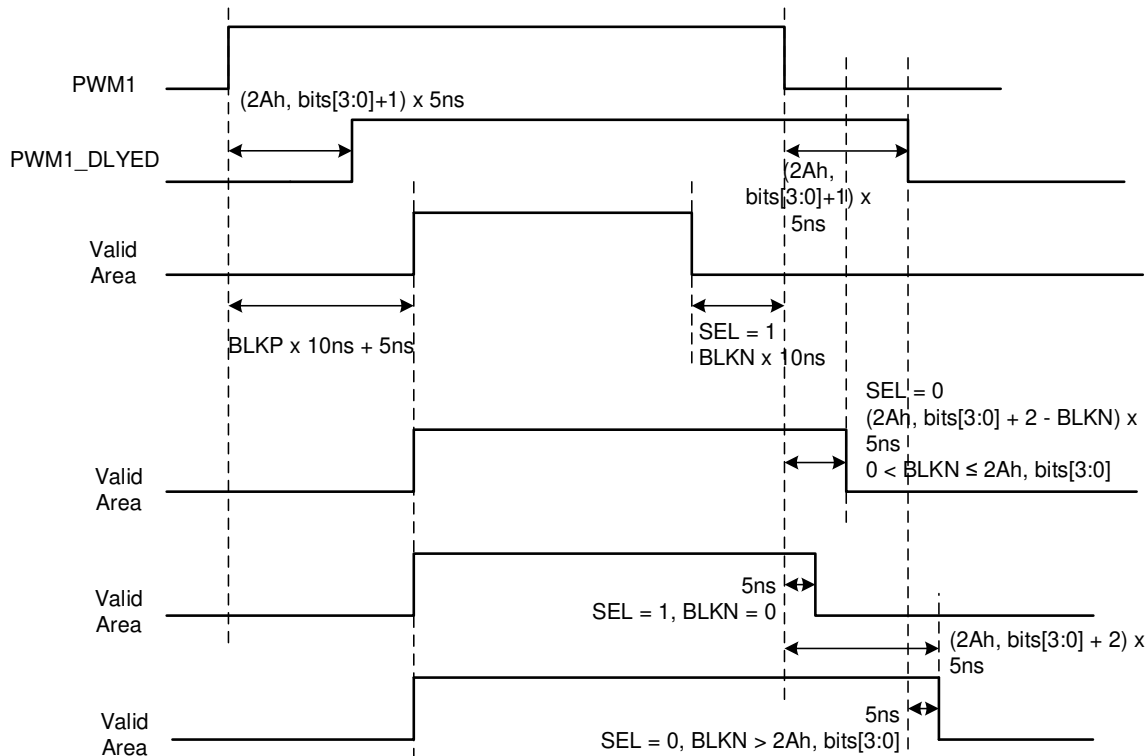 PWM1
(2Ah, bits[3:0]+1) x 5ns
PWM1_DLYED
(2Ah,
bits[3:0]+1) x
5ns
Valid
Area
BLKP x 10ns + 5ns
SEL = 1
BLKN x 10ns
SEL = 0
(2Ah, bits[3:0] + 2 - BLKN) x
5ns
0 < BLKN ≤ 2Ah, bits[3:0]
Valid
Area
5ns
SEL = 1, BLKN = 0
Valid
Area
(2Ah, bits[3:0] + 2) x
5ns
5ns
SEL = 0, BLKN > 2Ah, bits[3:0]
Valid
Area